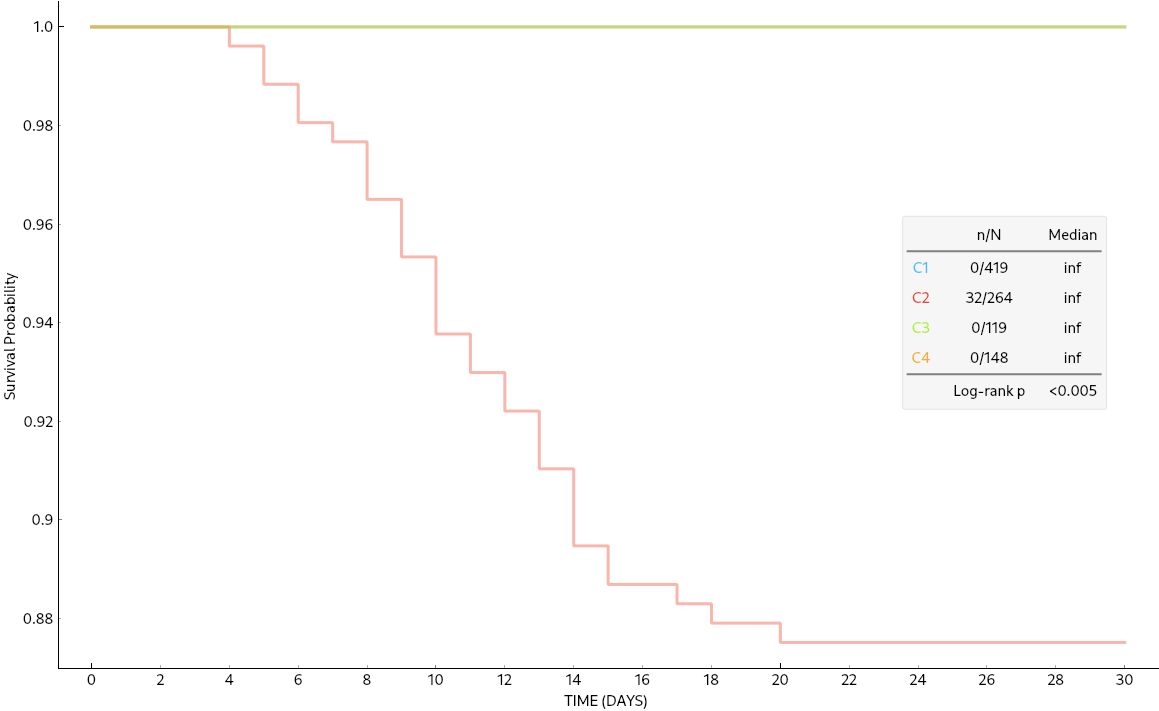 1.0
0.98
0.96
0.94
0.92
0.9
0.88
Survival Probability
n/N Median
C1 0/419 inf
C2 32/264 inf
C3 0/119 inf
C4 0/148 inf
Log-rank p <0.005
0 2 4 6 8 10 12 14 16 18 20 22 24 26 28 30
TIME (DAYS)